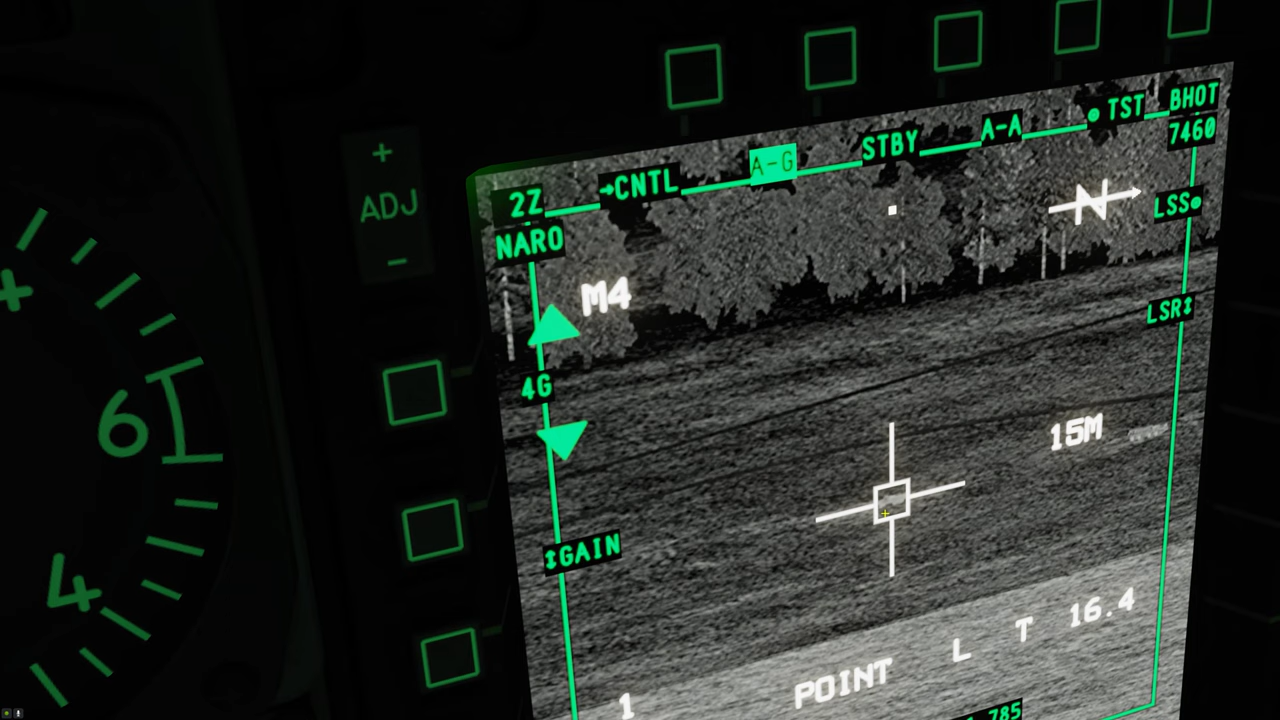 +
ADJ
-
6
4
2Z →CNTL A-G STBY A-A TST BHOT
7460
NARO
N
LSS
M4
LSR↕
4G
15M
↕GAIN
POINT L T 16.4
1
785